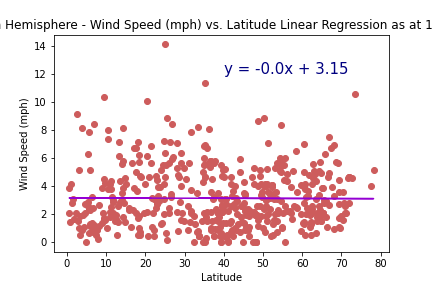 Hemisphere - Wind Speed (mph) vs. Latitude Linear Regression as at 1
14
y = -0.0x + 3.15
12
10
8
6
4
2
0
Wind Speed (mph)
0 10 20 30 40 50 60 70 80
Latitude